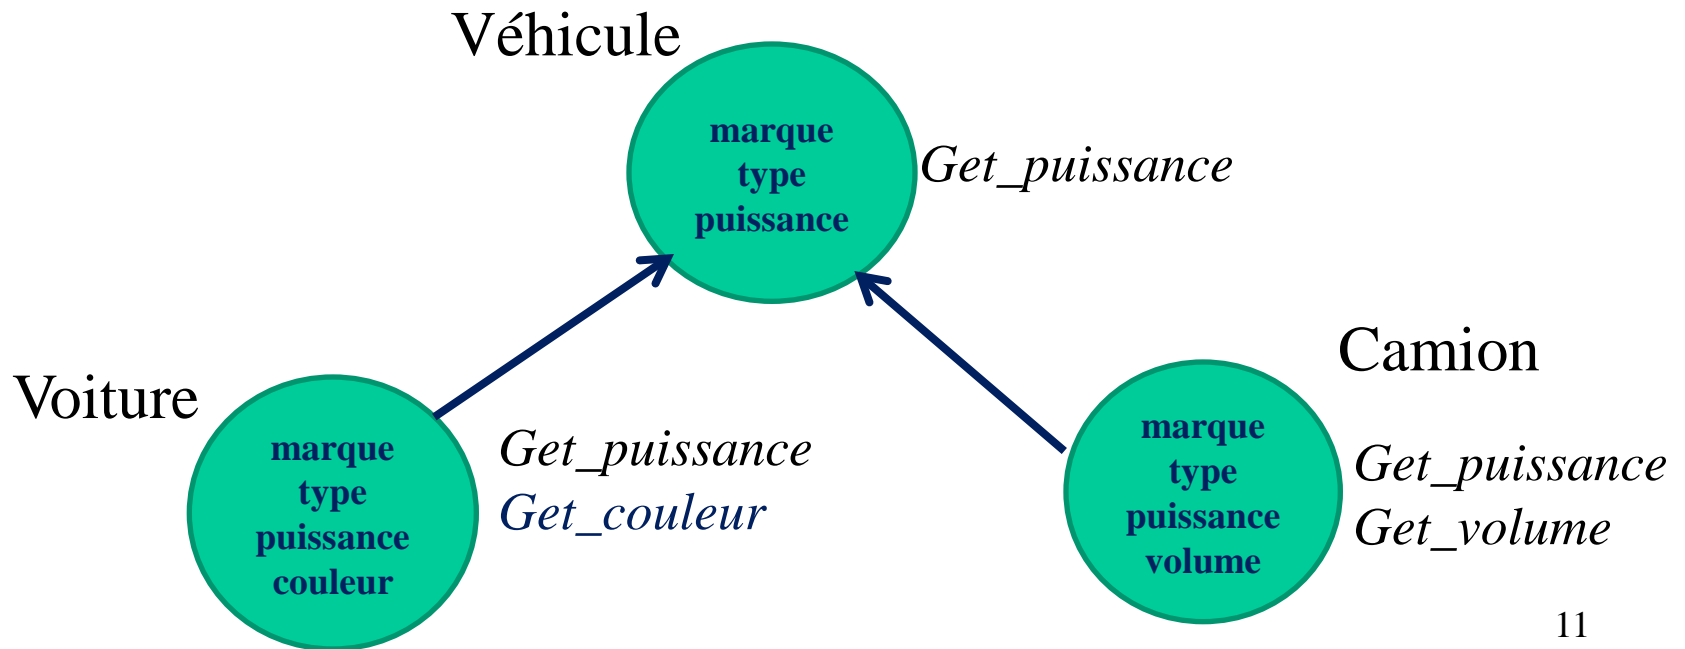 Véhicule
marque
type
puissance
Get_puissance
Voiture
marque
type
puissance
couleur
Get_puissance
Get_couleur
Camion
marque
type
puissance
volume
Get_puissance
Get_volume
11